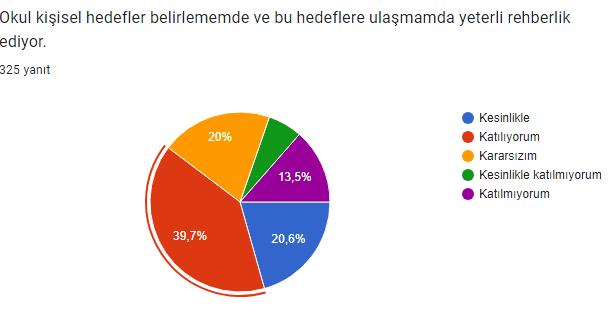 Okul kişisel hedefler belirlememde ve bu hedeflere ulaşmamda yeterli rehberlik
ediyor.
325 yanıt
Kesinlikle
Katılıyorum
Kararsızım
Kesinlikle katılmıyorum
Katılmıyorum
20%
13,5%
39,7%
20,6%